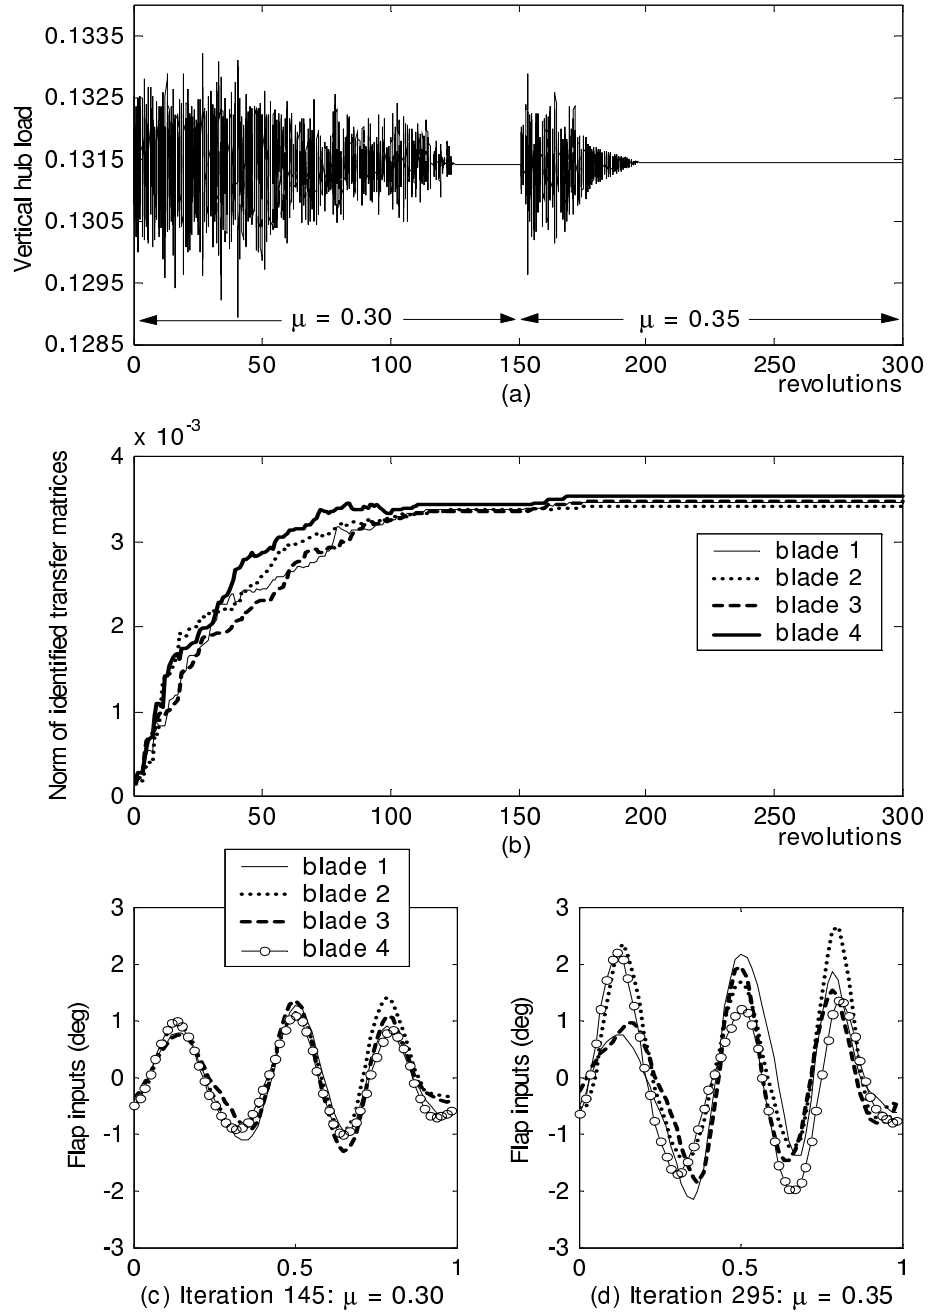 0.1335
0.1325
0.1315
0.1305
0.1295
0.1285
Vertical hub load
μ = 0.30
μ = 0.35
0 50 100 150 200 250 300
revolutions
(a)
x 10-3
4
3
2
1
0
Norm of identified transfer matrices
blade 1
blade 2
blade 3
blade 4
0 50 100 150 200 250 300
revolutions
(b)
blade 1
blade 2
blade 3
blade 4
3
2
1
0
-1
-2
-3
Flap inputs (deg)
0 0.5 1
(c) Iteration 145: μ = 0.30
3
2
1
0
-1
-2
-3
Flap inputs (deg)
0 0.5 1
(d) Iteration 295: μ = 0.35